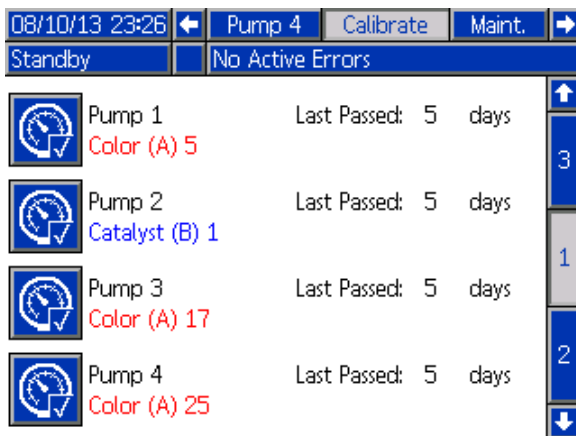 08/10/13 23:26 Pump 4 Calibrate Maint.
Standby No Active Errors
Pump 1 Last Passed: 5 days
Color (A) 5
3
Pump 2 Last Passed: 5 days
Catalyst (B) 1
1
Pump 3 Last Passed: 5 days
Color (A) 17
2
Pump 4 Last Passed: 5 days
Color (A) 25